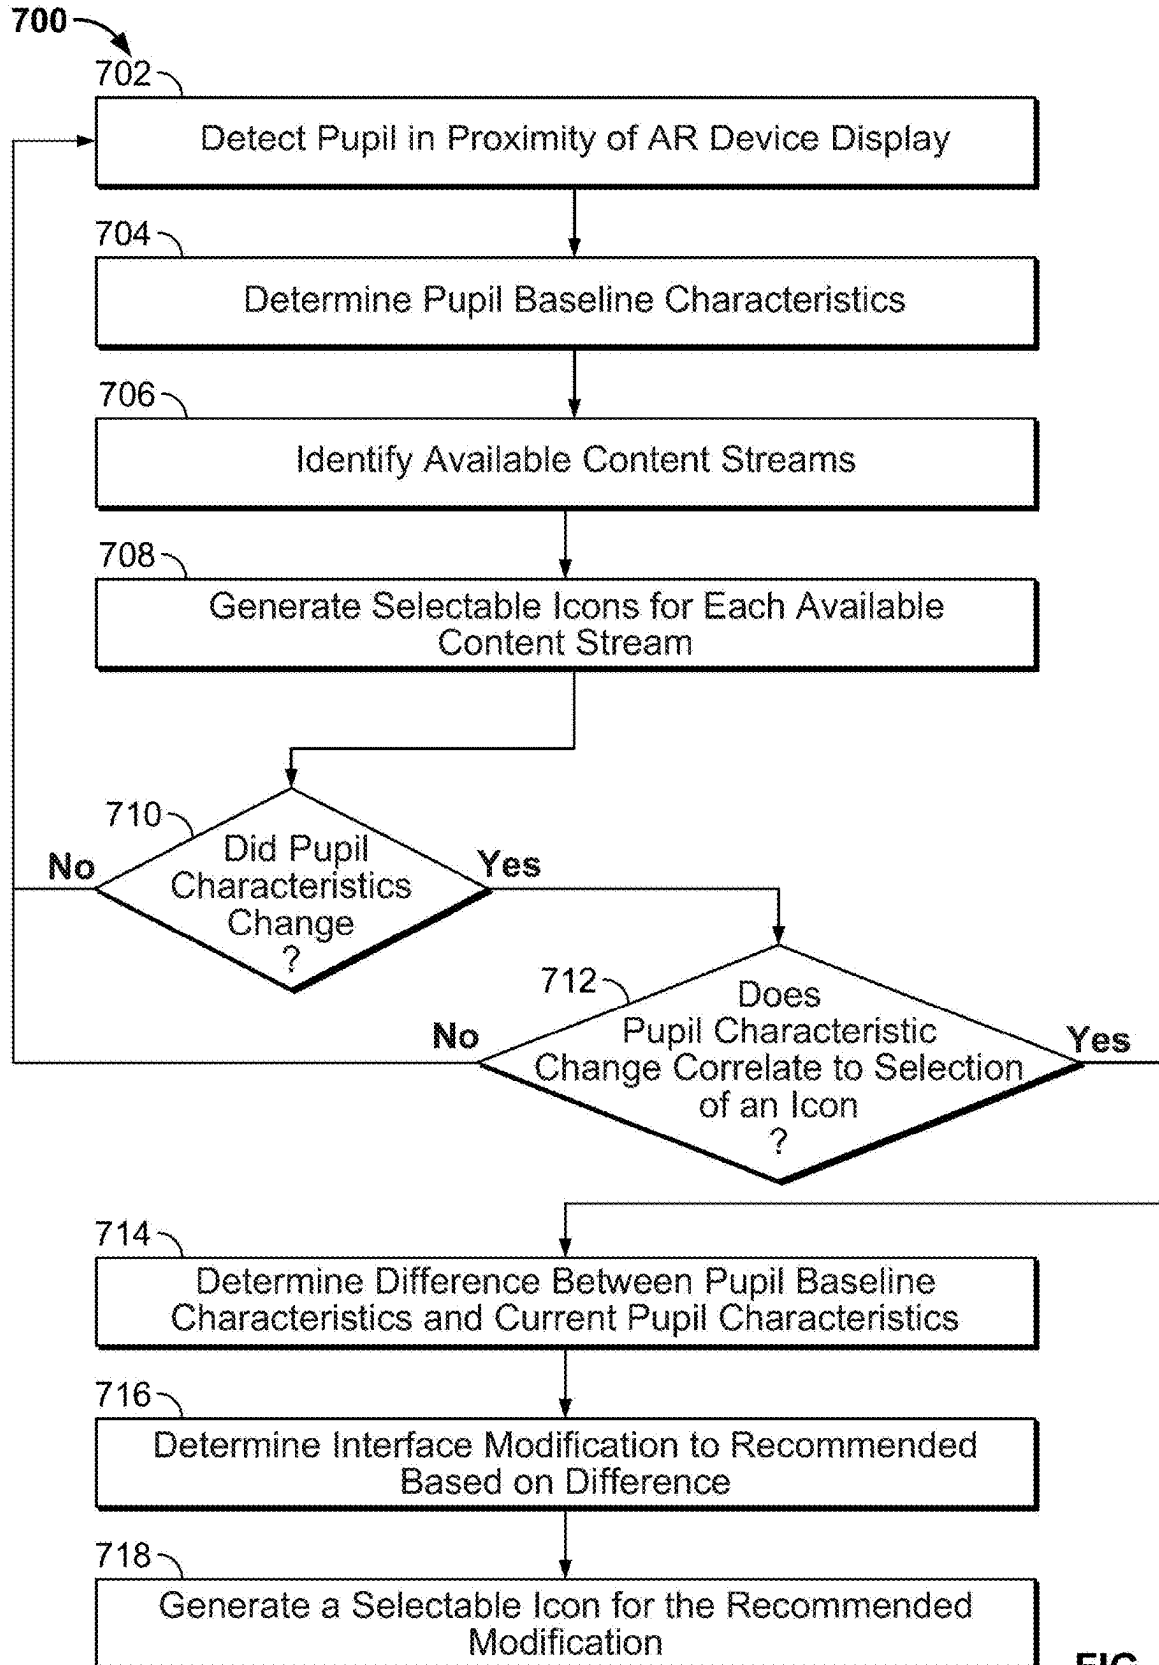 700
702
Detect Pupil in Proximity of AR Device Display
704
Determine Pupil Baseline Characteristics
706
Identify Available Content Streams
708
Generate Selectable Icons for Each Available
Content Stream
710
Did Pupil
Characteristics
Change
?
No
Yes
712
Does
Pupil Characteristic
Change Correlate to Selection
of an Icon
?
No
Yes
714
Determine Difference Between Pupil Baseline
Characteristics and Current Pupil Characteristics
716
Determine Interface Modification to Recommended
Based on Difference
718
Generate a Selectable Icon for the Recommended
Modification
FIG